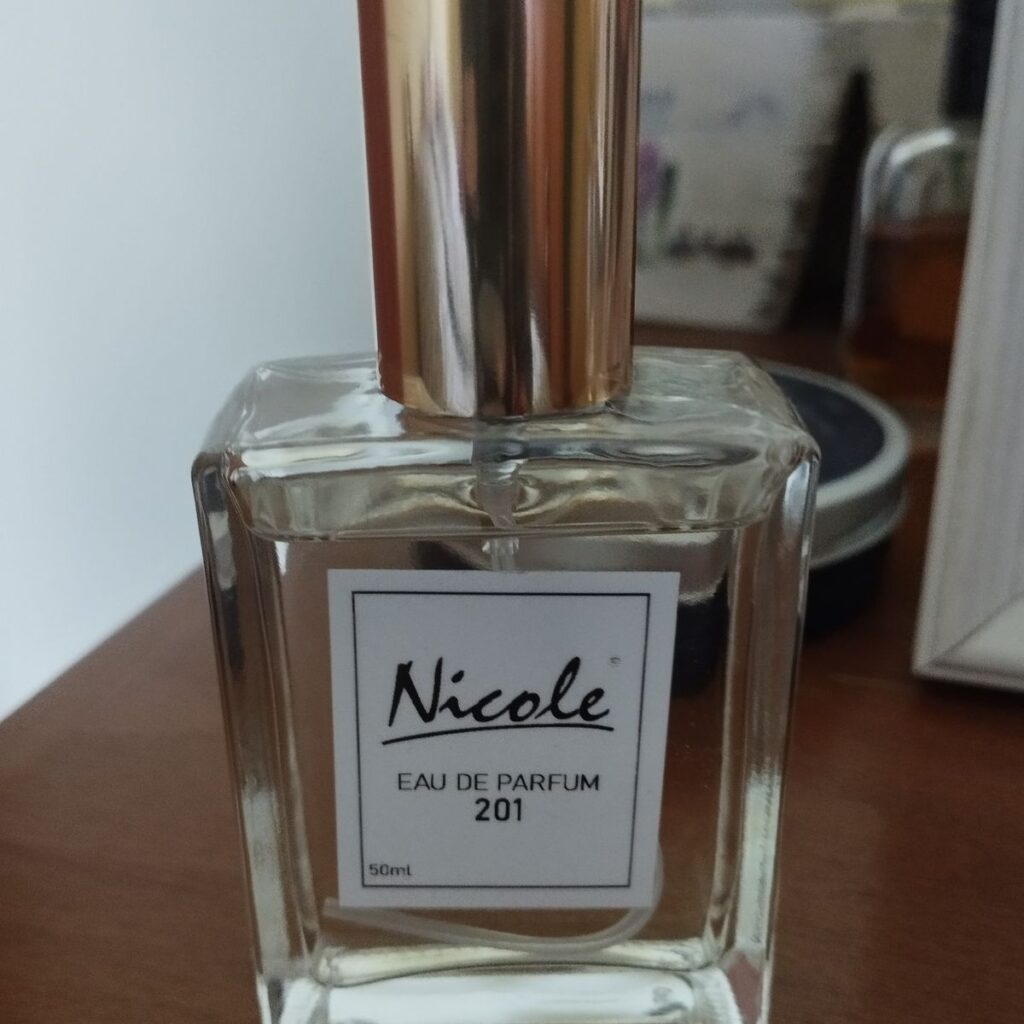 Nicole
EAU DE PARFUM
201
50ml